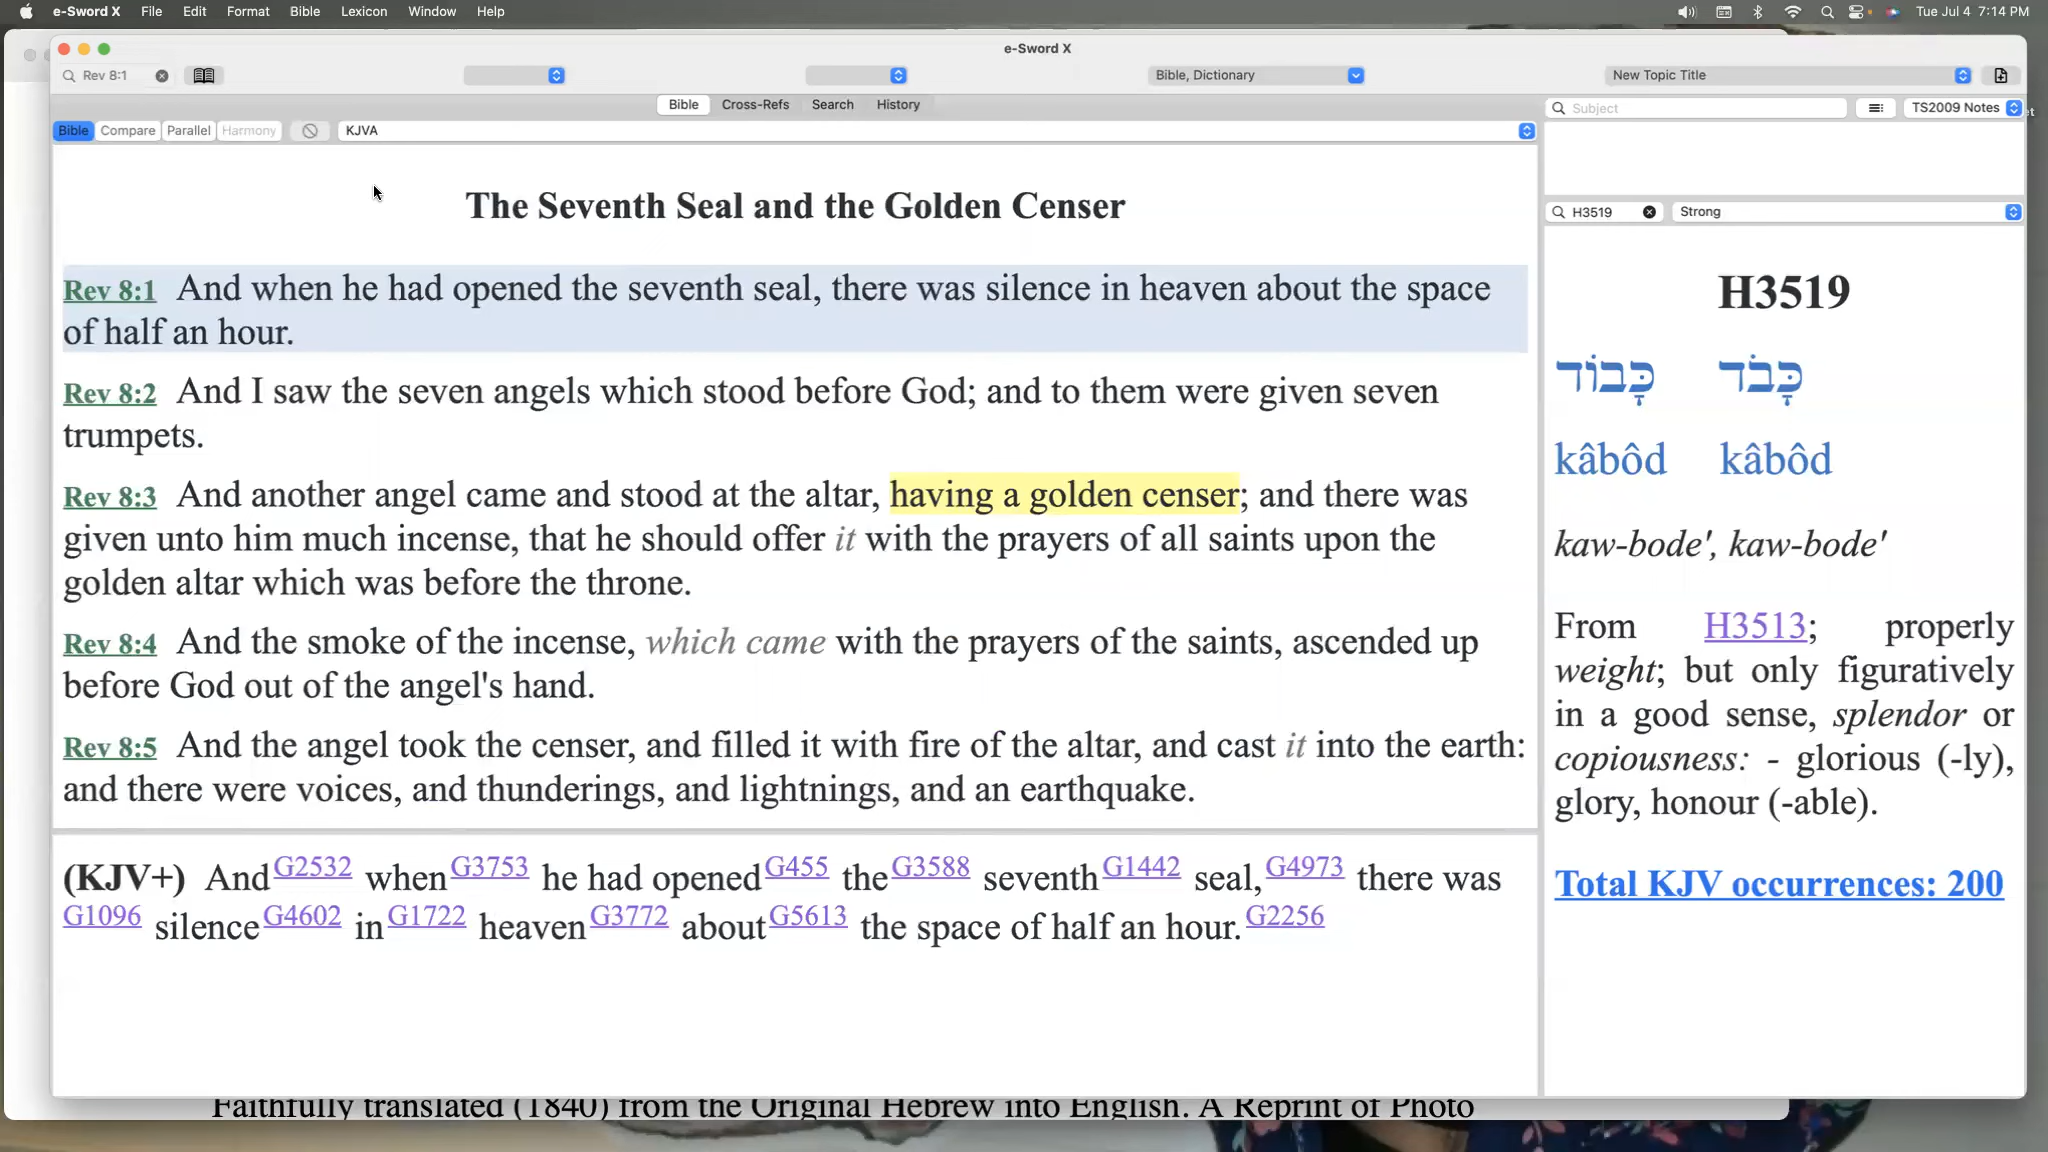 e-Sword X File Edit Format Bible Lexicon Window Help Tue Jul 4 7:14 PM
e-Sword X
Rev 8:1 Bible, Dictionary New Topic Title
Bible Cross-Refs Search History
Subject TS2009 Notes
Bible Compare Parallel Harmony KJVA
The Seventh Seal and the Golden Censer
Rev 8:1 And when he had opened the seventh seal, there was silence in heaven about the space
of half an hour.
Rev 8:2 And I saw the seven angels which stood before God; and to them were given seven
trumpets.
Rev 8:3 And another angel came and stood at the altar, having a golden censer; and there was
given unto him much incense, that he should offer it with the prayers of all saints upon the
golden altar which was before the throne.
Rev 8:4 And the smoke of the incense, which came with the prayers of the saints, ascended up
before God out of the angel's hand.
Rev 8:5 And the angel took the censer, and filled it with fire of the altar, and cast it into the earth:
and there were voices, and thunderings, and lightnings, and an earthquake.
(KJV+) And G2532 when G3753 he had opened G455 the G3588 seventh G1442 seal, G4973 there was
G1096 silence G4602 in G1722 heaven G3772 about G5613 the space of half an hour. G2256
H3519 Strong
H3519
כָּבוֹד כָּבֹד
kâbôd kâbôd
kaw-bode', kaw-bode'
From H3513; properly
weight; but only figuratively
in a good sense, splendor or
copiousness: - glorious (-ly),
glory, honour (-able).
Total KJV occurrences: 200
Faithfully translated (1840) from the Original Hebrew into English. A Reprint of Photo